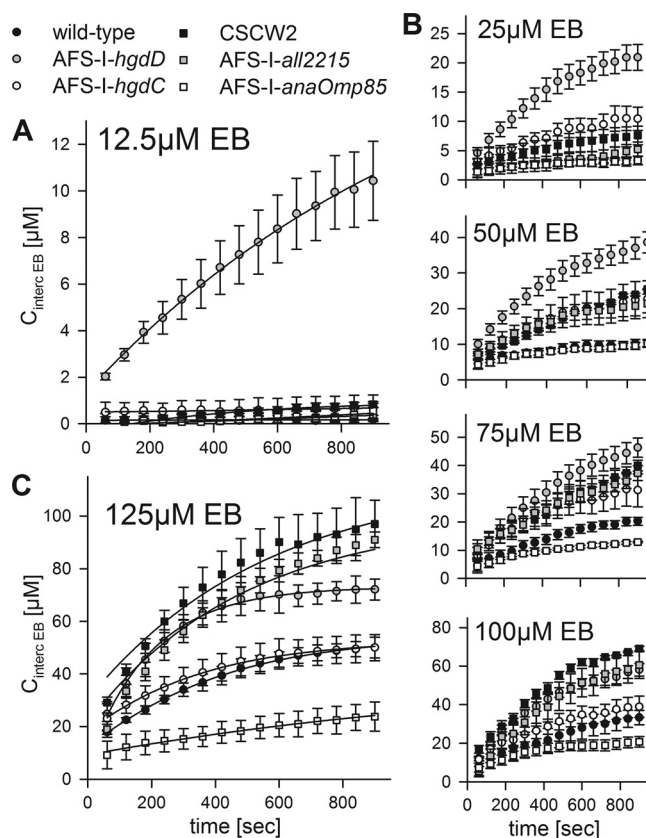 wild-type
CSCW2
AFS-I-hgdD
AFS-I-all2215
AFS-I-hgdC
AFS-I-anaOmp85
A
12.5µM EB
12
10
8
6
4
2
0
C interc EB [µM]
0 200 400 600 800
B
25µM EB
25
20
15
10
5
0
50µM EB
40
30
20
10
0
75µM EB
50
40
30
20
10
0
100µM EB
80
60
40
20
0
0 200 400 600 800
time [sec]
C
125µM EB
100
80
60
40
20
0
C interc EB [µM]
0 200 400 600 800
time [sec]